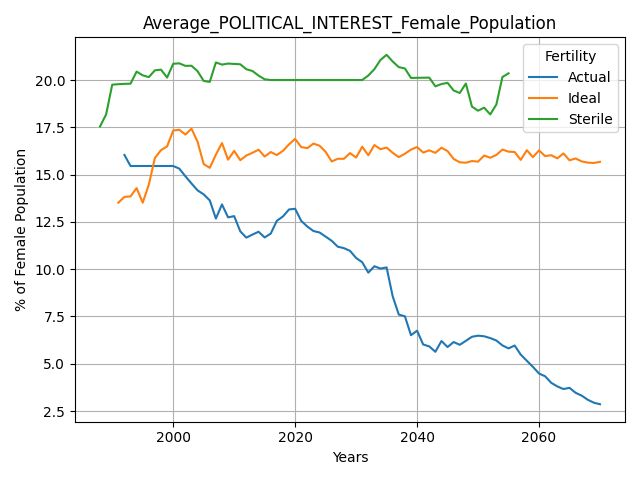 Average_POLITICAL_INTEREST_Female_Population
% of Female Population
20.0
17.5
15.0
12.5
10.0
7.5
5.0
2.5
Fertility
Actual
Ideal
Sterile
2000 2020 2040 2060
Years